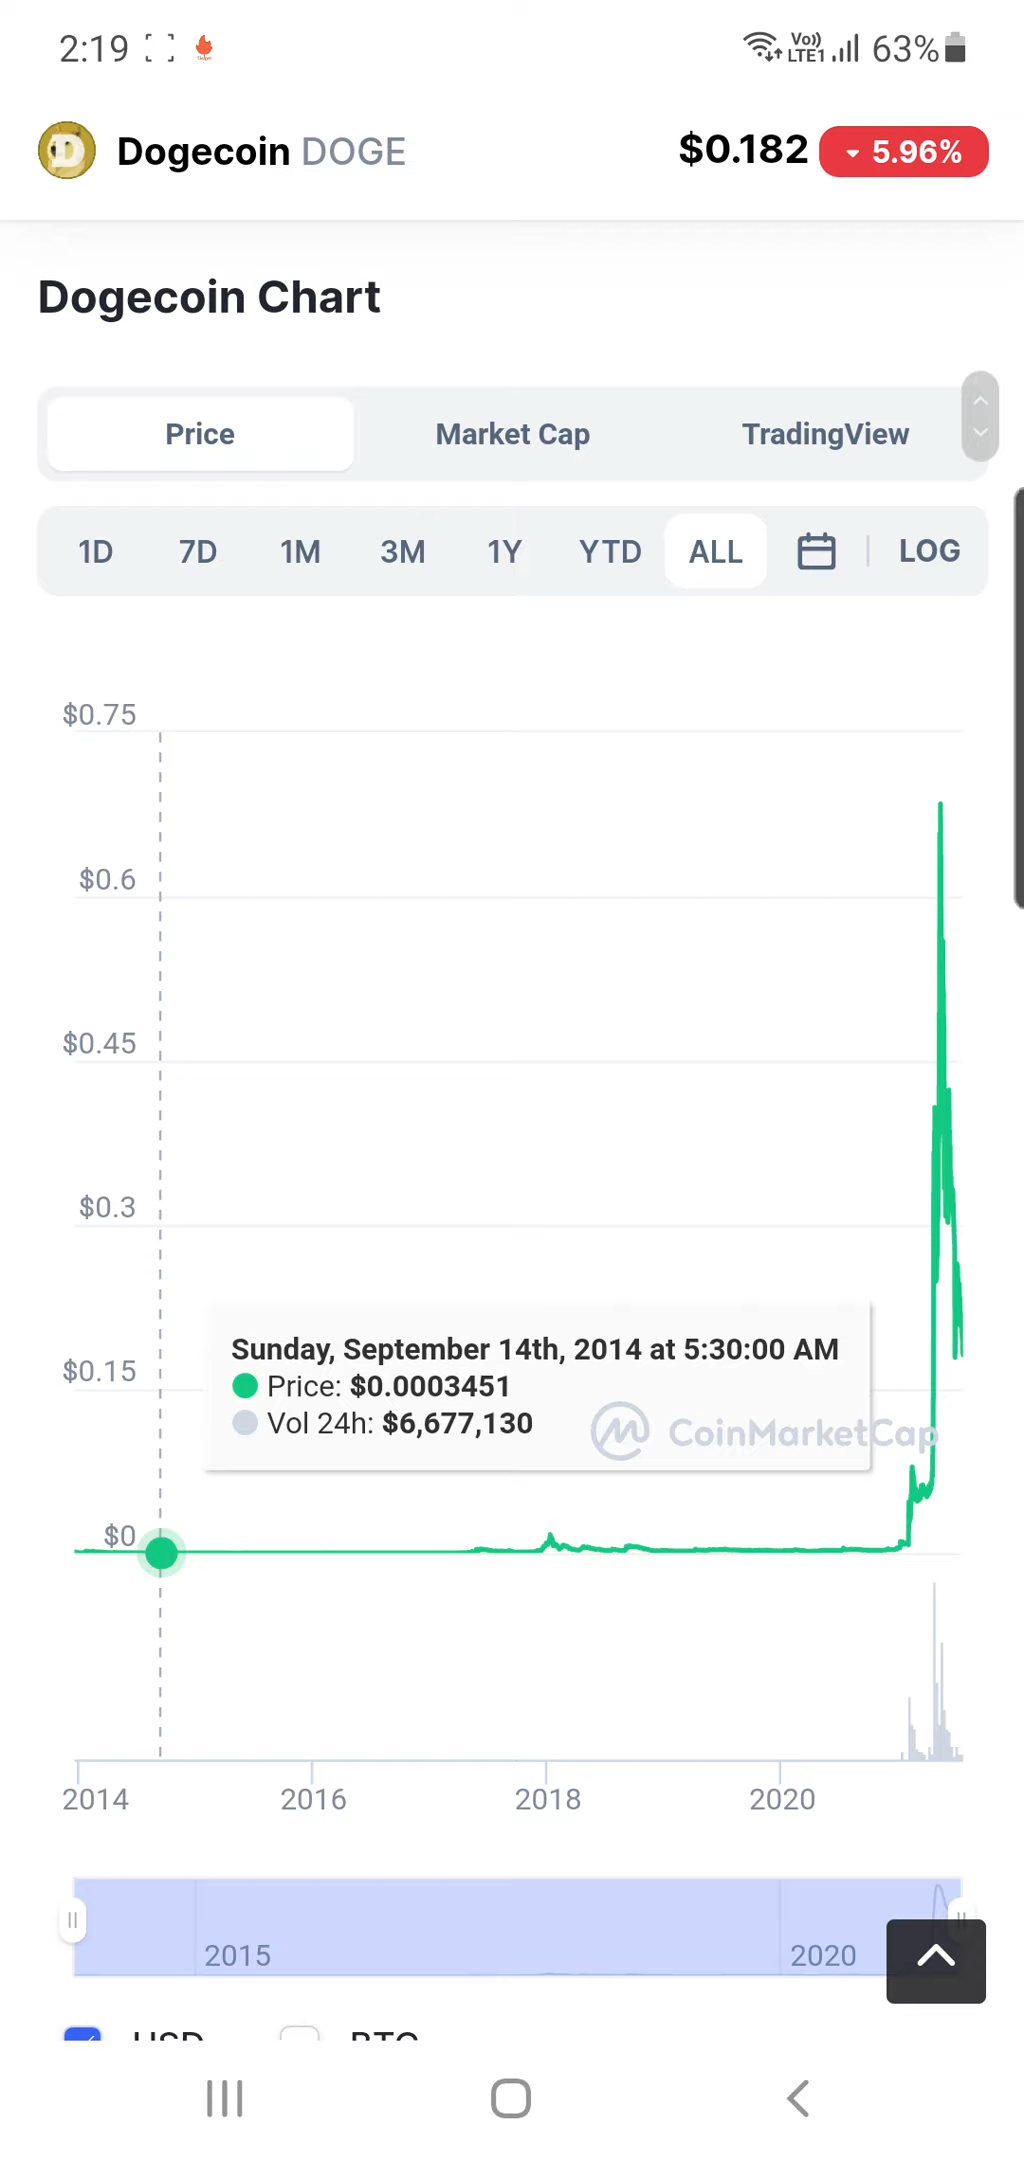 2:19 Vo)) LTE1 63%
Dogecoin DOGE $0.182 5.96%
Dogecoin Chart
Price Market Cap TradingView
1D 7D 1M 3M 1Y YTD ALL LOG
$0.75
$0.6
$0.45
$0.3
Sunday, September 14th, 2014 at 5:30:00 AM
$0.15
Price: $0.0003451
Vol 24h: $6,677,130
CoinMarketCap
$0
2014 2016 2018 2020
2015 2020
USD BTC